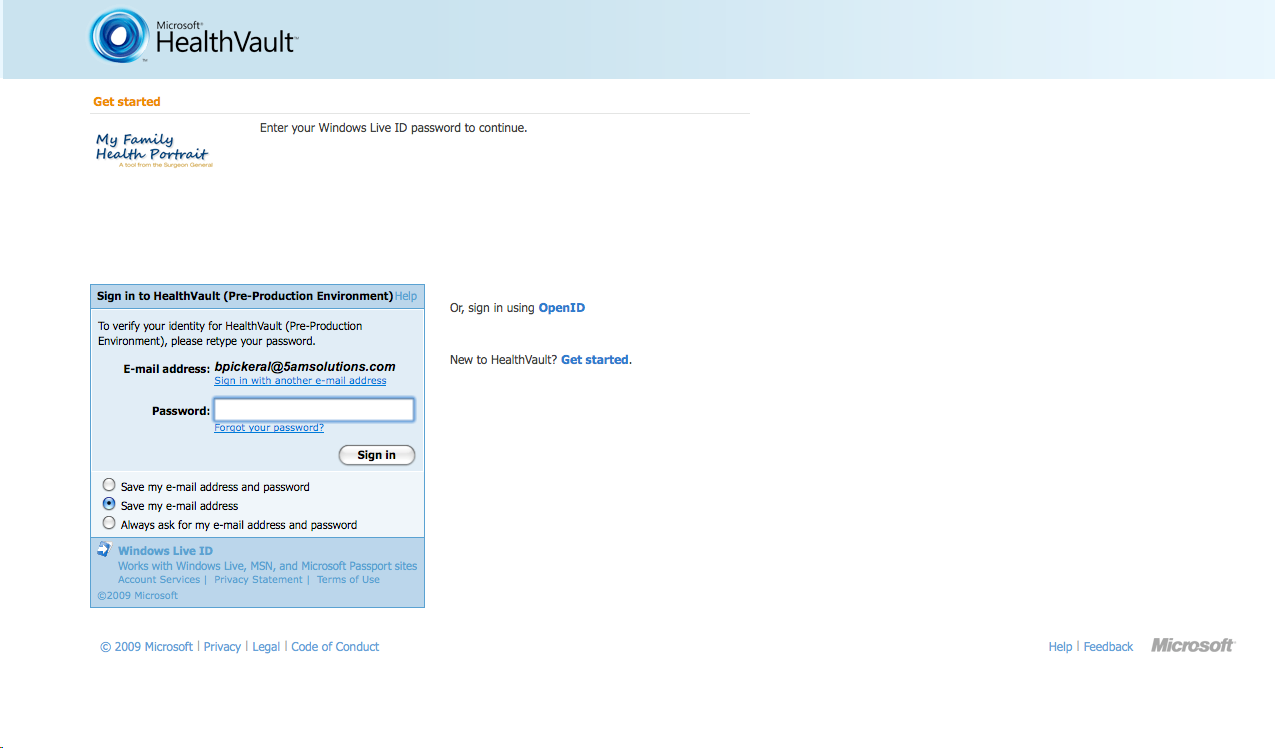 Microsoft®
HealthVault™
Get started
Enter your Windows Live ID password to continue.
My Family
Health Portrait
A tool from the Surgeon General
Sign in to HealthVault (Pre-Production Environment) Help
To verify your identity for HealthVault (Pre-Production
Environment), please retype your password.
E-mail address: bpickeral@5amsolutions.com
Sign in with another e-mail address
Password:
Forgot your password?
Sign in
Save my e-mail address and password
Save my e-mail address
Always ask for my e-mail address and password
Windows Live ID
Works with Windows Live, MSN, and Microsoft Passport sites
Account Services | Privacy Statement | Terms of Use
©2009 Microsoft
Or, sign in using OpenID
New to HealthVault? Get started.
© 2009 Microsoft | Privacy | Legal | Code of Conduct
Help | Feedback Microsoft®